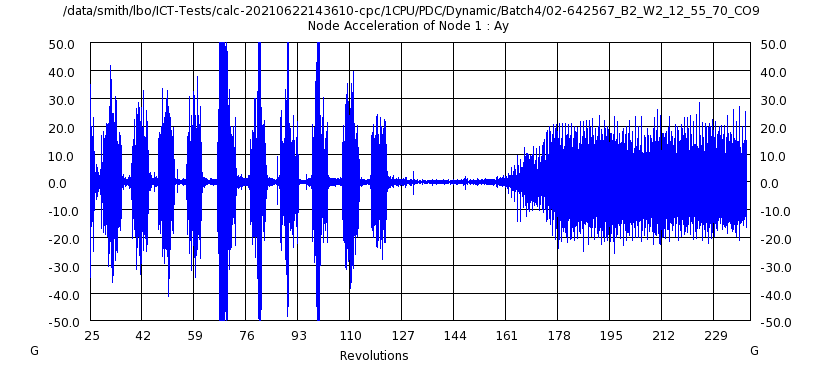 /data/smith/lbo/ICT-Tests/calc-20210622143610-cpc/1CPU/PDC/Dynamic/Batch4/02-642567_B2_W2_12_55_70_CO9
Node Acceleration of Node 1 : Ay
50.0 50.0
40.0 40.0
30.0 30.0
20.0 20.0
10.0 10.0
0.0 0.0
-10.0 -10.0
-20.0 -20.0
-30.0 -30.0
-40.0 -40.0
-50.0 -50.0
25 42 59 76 93 110 127 144 161 178 195 212 229
G G
Revolutions